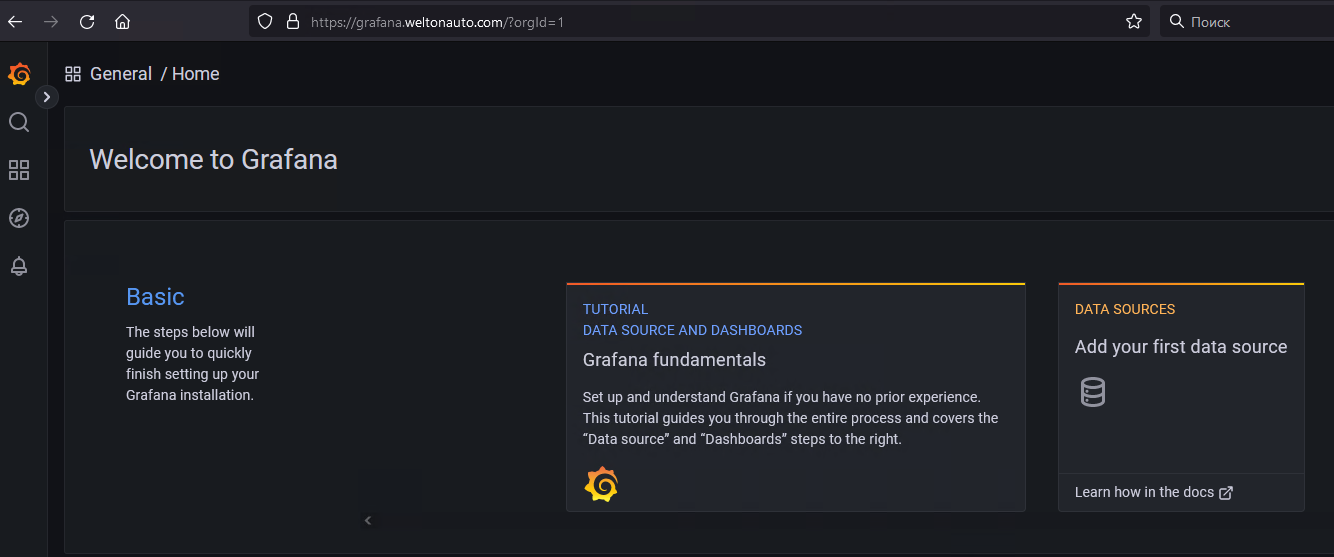 https://grafana.weltonauto.com/?orgId=1
Поиск
General / Home
Welcome to Grafana
Basic
The steps below will
guide you to quickly
finish setting up your
Grafana installation.
TUTORIAL
DATA SOURCE AND DASHBOARDS
Grafana fundamentals
Set up and understand Grafana if you have no prior experience.
This tutorial guides you through the entire process and covers the
“Data source” and “Dashboards” steps to the right.
DATA SOURCES
Add your first data source
Learn how in the docs